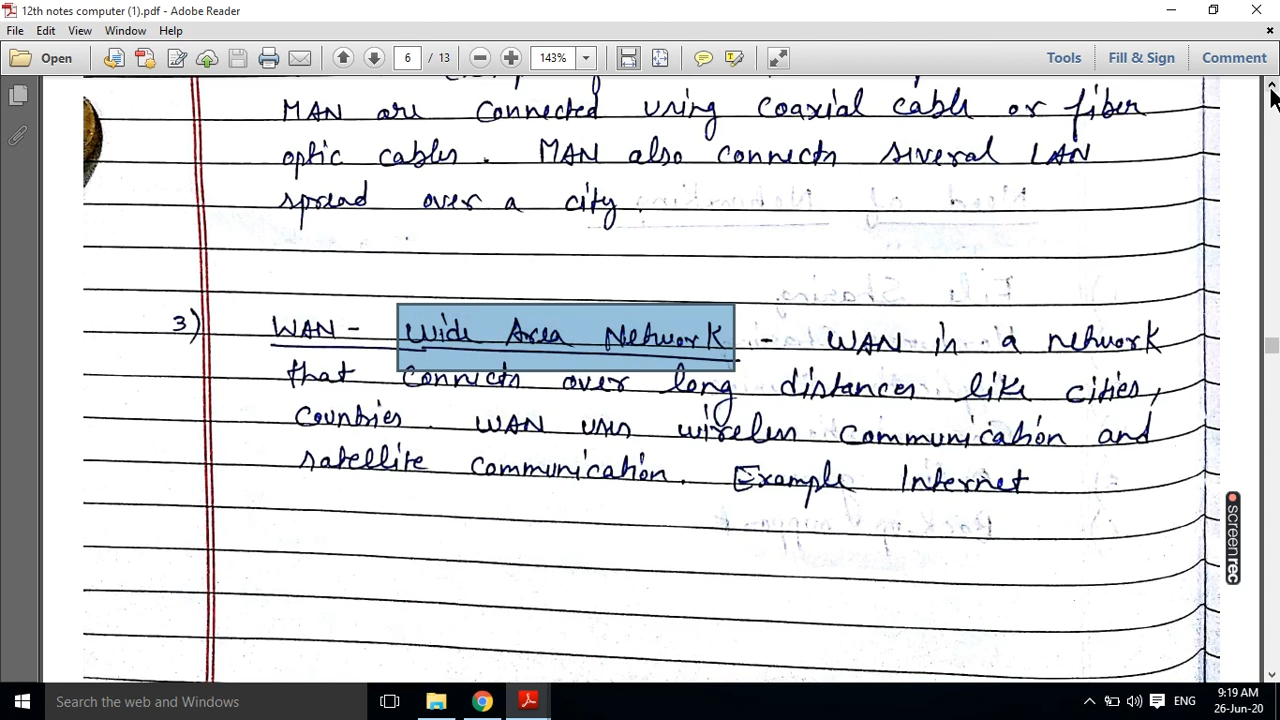 12th notes computer (1).pdf - Adobe Reader
File Edit View Window Help
Open 6 / 13 143% Tools Fill & Sign Comment
MAN are connected using coaxial cable or fiber
optic cables. MAN also connects several LAN
spread over a city.
3) WAN - Wide Area Network - WAN is a network
that connects over long distances like cities,
Countries. WAN uses wireless communication and
satellite communication. Example Internet
screenrec
Search the web and Windows
ENG
9:19 AM
26-Jun-20